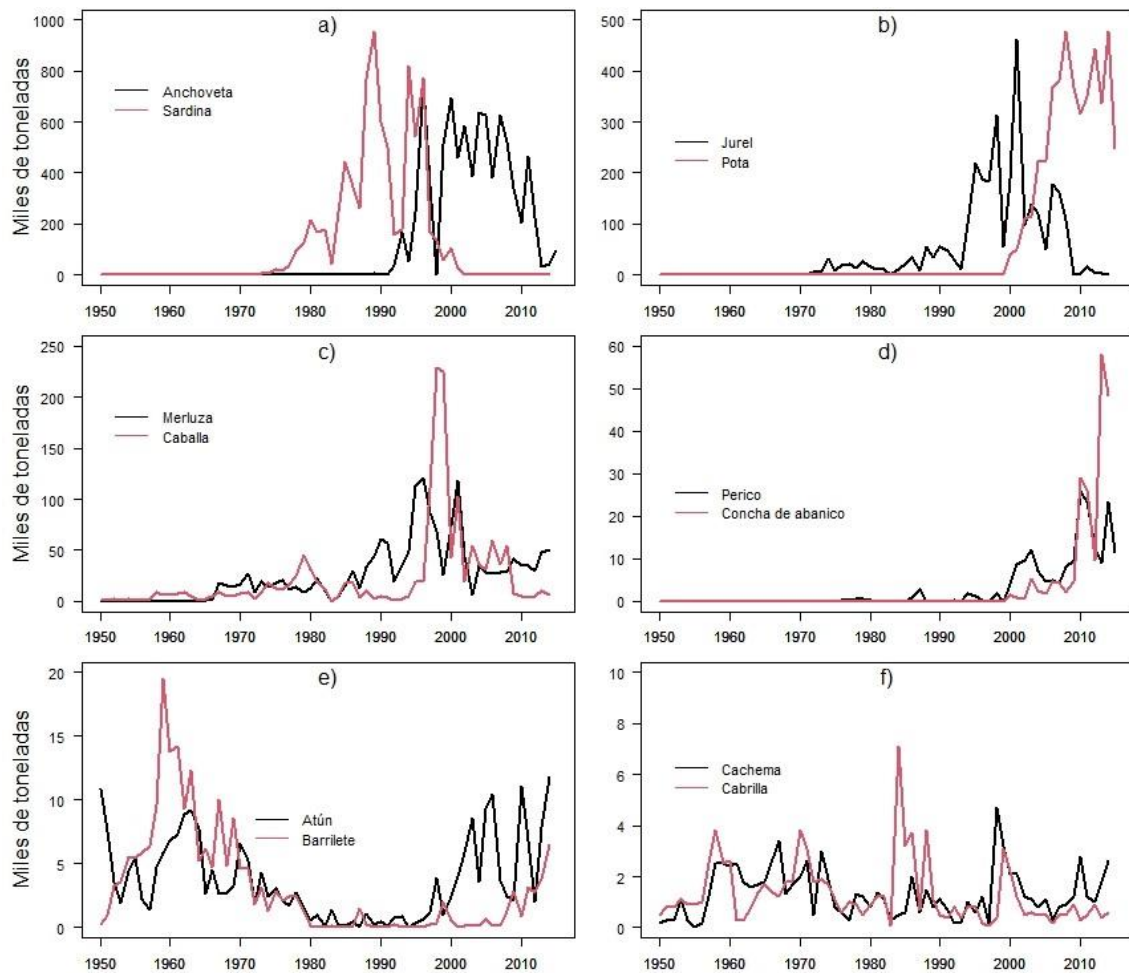 a)
Miles de toneladas
1000
800
600
400
200
0
Anchoveta
Sardina
1950 1960 1970 1980 1990 2000 2010
b)
500
400
300
200
100
0
Jurel
Pota
1950 1960 1970 1980 1990 2000 2010
c)
Miles de toneladas
250
200
150
100
50
0
Merluza
Caballa
1950 1960 1970 1980 1990 2000 2010
d)
60
50
40
30
20
10
0
Perico
Concha de abanico
1950 1960 1970 1980 1990 2000 2010
e)
Miles de toneladas
20
15
10
5
0
Atún
Barrilete
1950 1960 1970 1980 1990 2000 2010
f)
10
8
6
4
2
0
Cachema
Cabrilla
1950 1960 1970 1980 1990 2000 2010